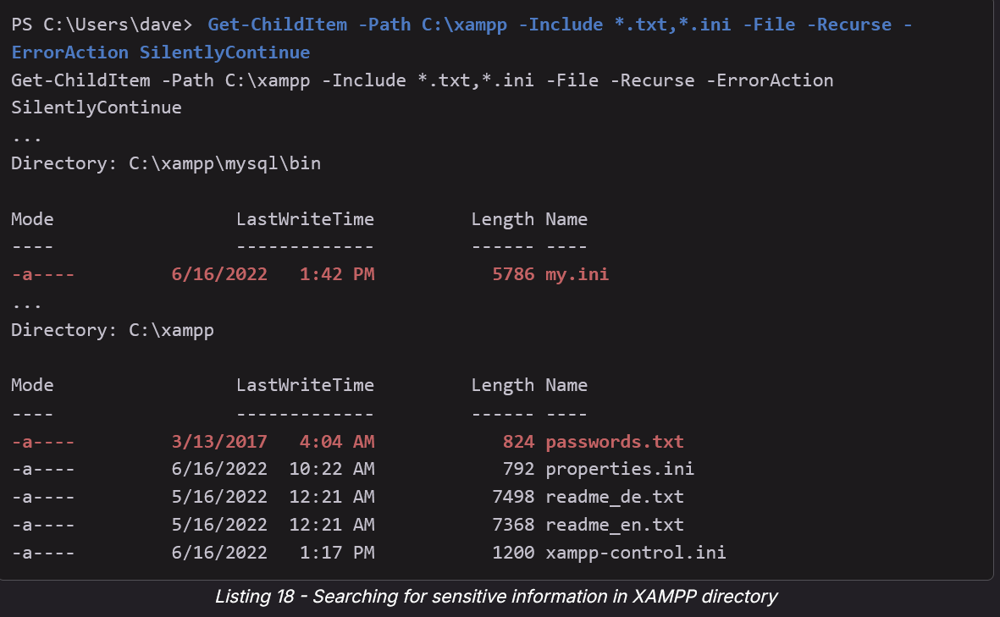 PS C:\Users\dave> Get-ChildItem -Path C:\xampp -Include *.txt,*.ini -File -Recurse -
ErrorAction SilentlyContinue
Get-ChildItem -Path C:\xampp -Include *.txt,*.ini -File -Recurse -ErrorAction
SilentlyContinue
...
Directory: C:\xampp\mysql\bin
Mode                 LastWriteTime         Length Name
----                 -------------         ------ ----
-a----         6/16/2022   1:42 PM           5786 my.ini
...
Directory: C:\xampp
Mode                 LastWriteTime         Length Name
----                 -------------         ------ ----
-a----         3/13/2017   4:04 AM            824 passwords.txt
-a----         6/16/2022  10:22 AM            792 properties.ini
-a----         5/16/2022  12:21 AM           7498 readme_de.txt
-a----         5/16/2022  12:21 AM           7368 readme_en.txt
-a----         6/16/2022   1:17 PM           1200 xampp-control.ini
Listing 18 - Searching for sensitive information in XAMPP directory